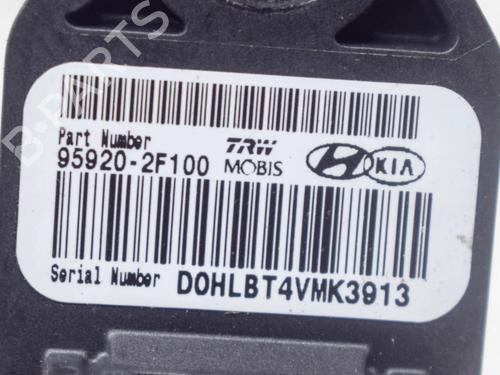 B-PARTS
Part Number
95920-2F100
TRW
MOBIS
KIA
Serial Number DOHLBT4VMK3913